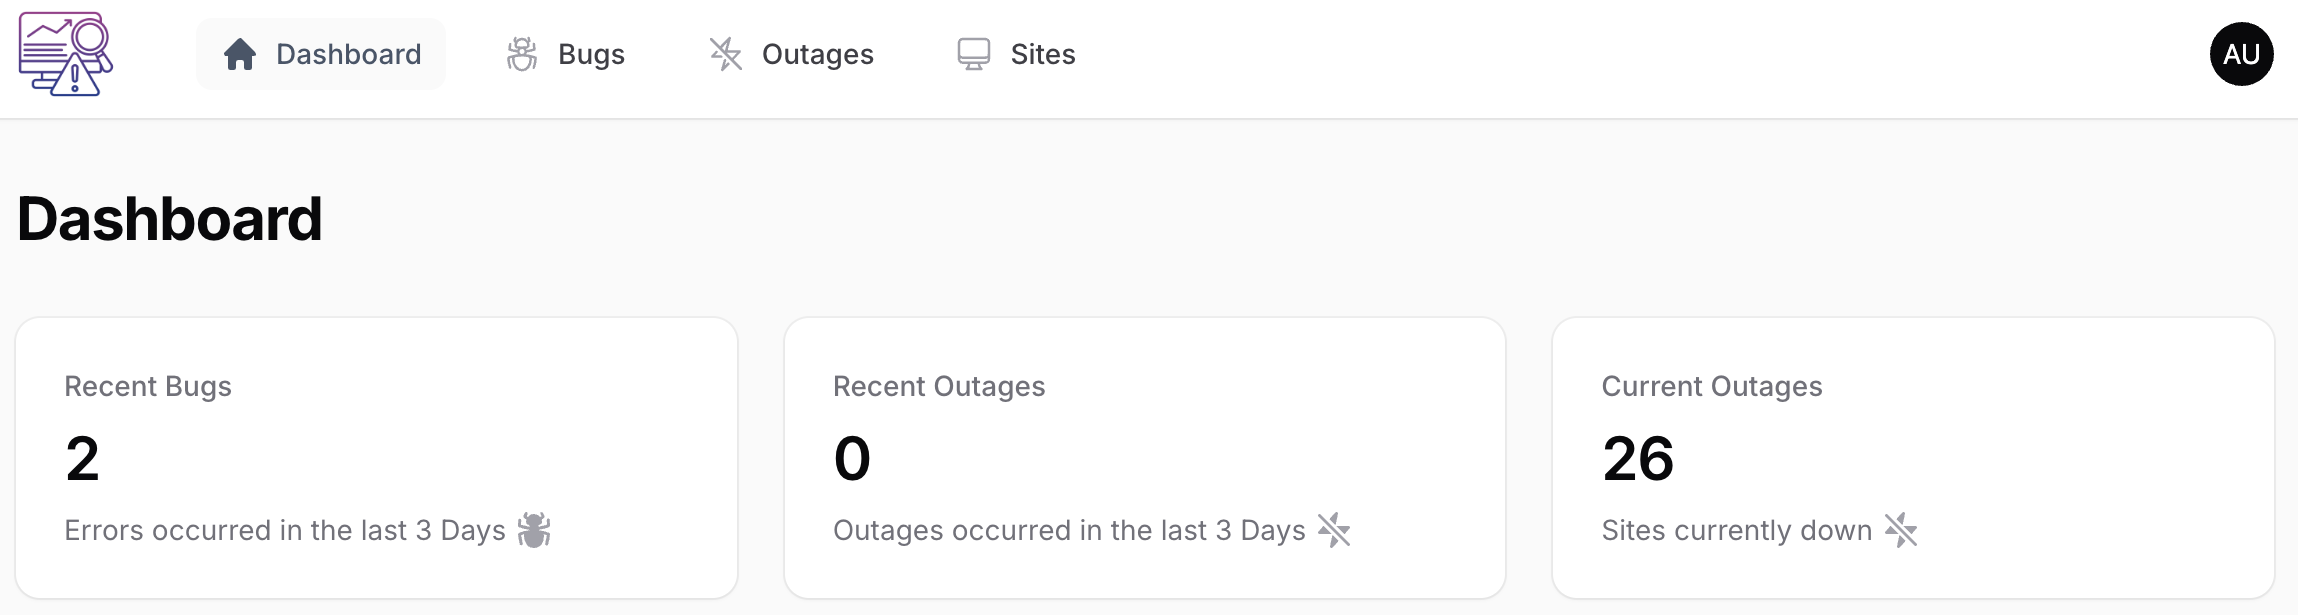 Dashboard
Bugs
Outages
Sites
AU
Dashboard
Recent Bugs
2
Errors occurred in the last 3 Days
Recent Outages
0
Outages occurred in the last 3 Days
Current Outages
26
Sites currently down